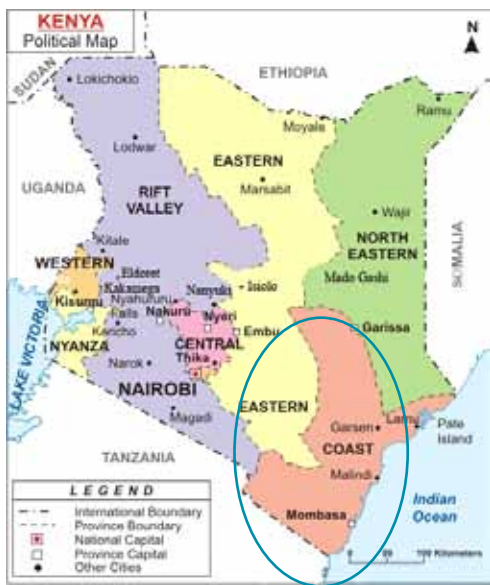 KENYA
Political Map
N
SUDAN
Lokichokio
ETHIOPIA
Ramu
Moyale
Lodwar
EASTERN
Marsabit
UGANDA
RIFT
VALLEY
Wajir
NORTH
EASTERN
SOMALIA
Kitale
WESTERN
Eldoret
Mado Gashi
Kakamega
Isiolo
Kisumu
Nyahururu
Nanyuki
Falls
Nakuru
Nyeri
Embu
Garissa
Kericho
CENTRAL
LAKE VICTORIA
NYANZA
Thika
Narok
NAIROBI
EASTERN
Magadi
Garsen
Lamu
Pate
Island
COAST
TANZANIA
Malindi
Mombasa
Indian
Ocean
LEGEND
International Boundary
Province Boundary
National Capital
Province Capital
Other Cities
0
100 Kilometers